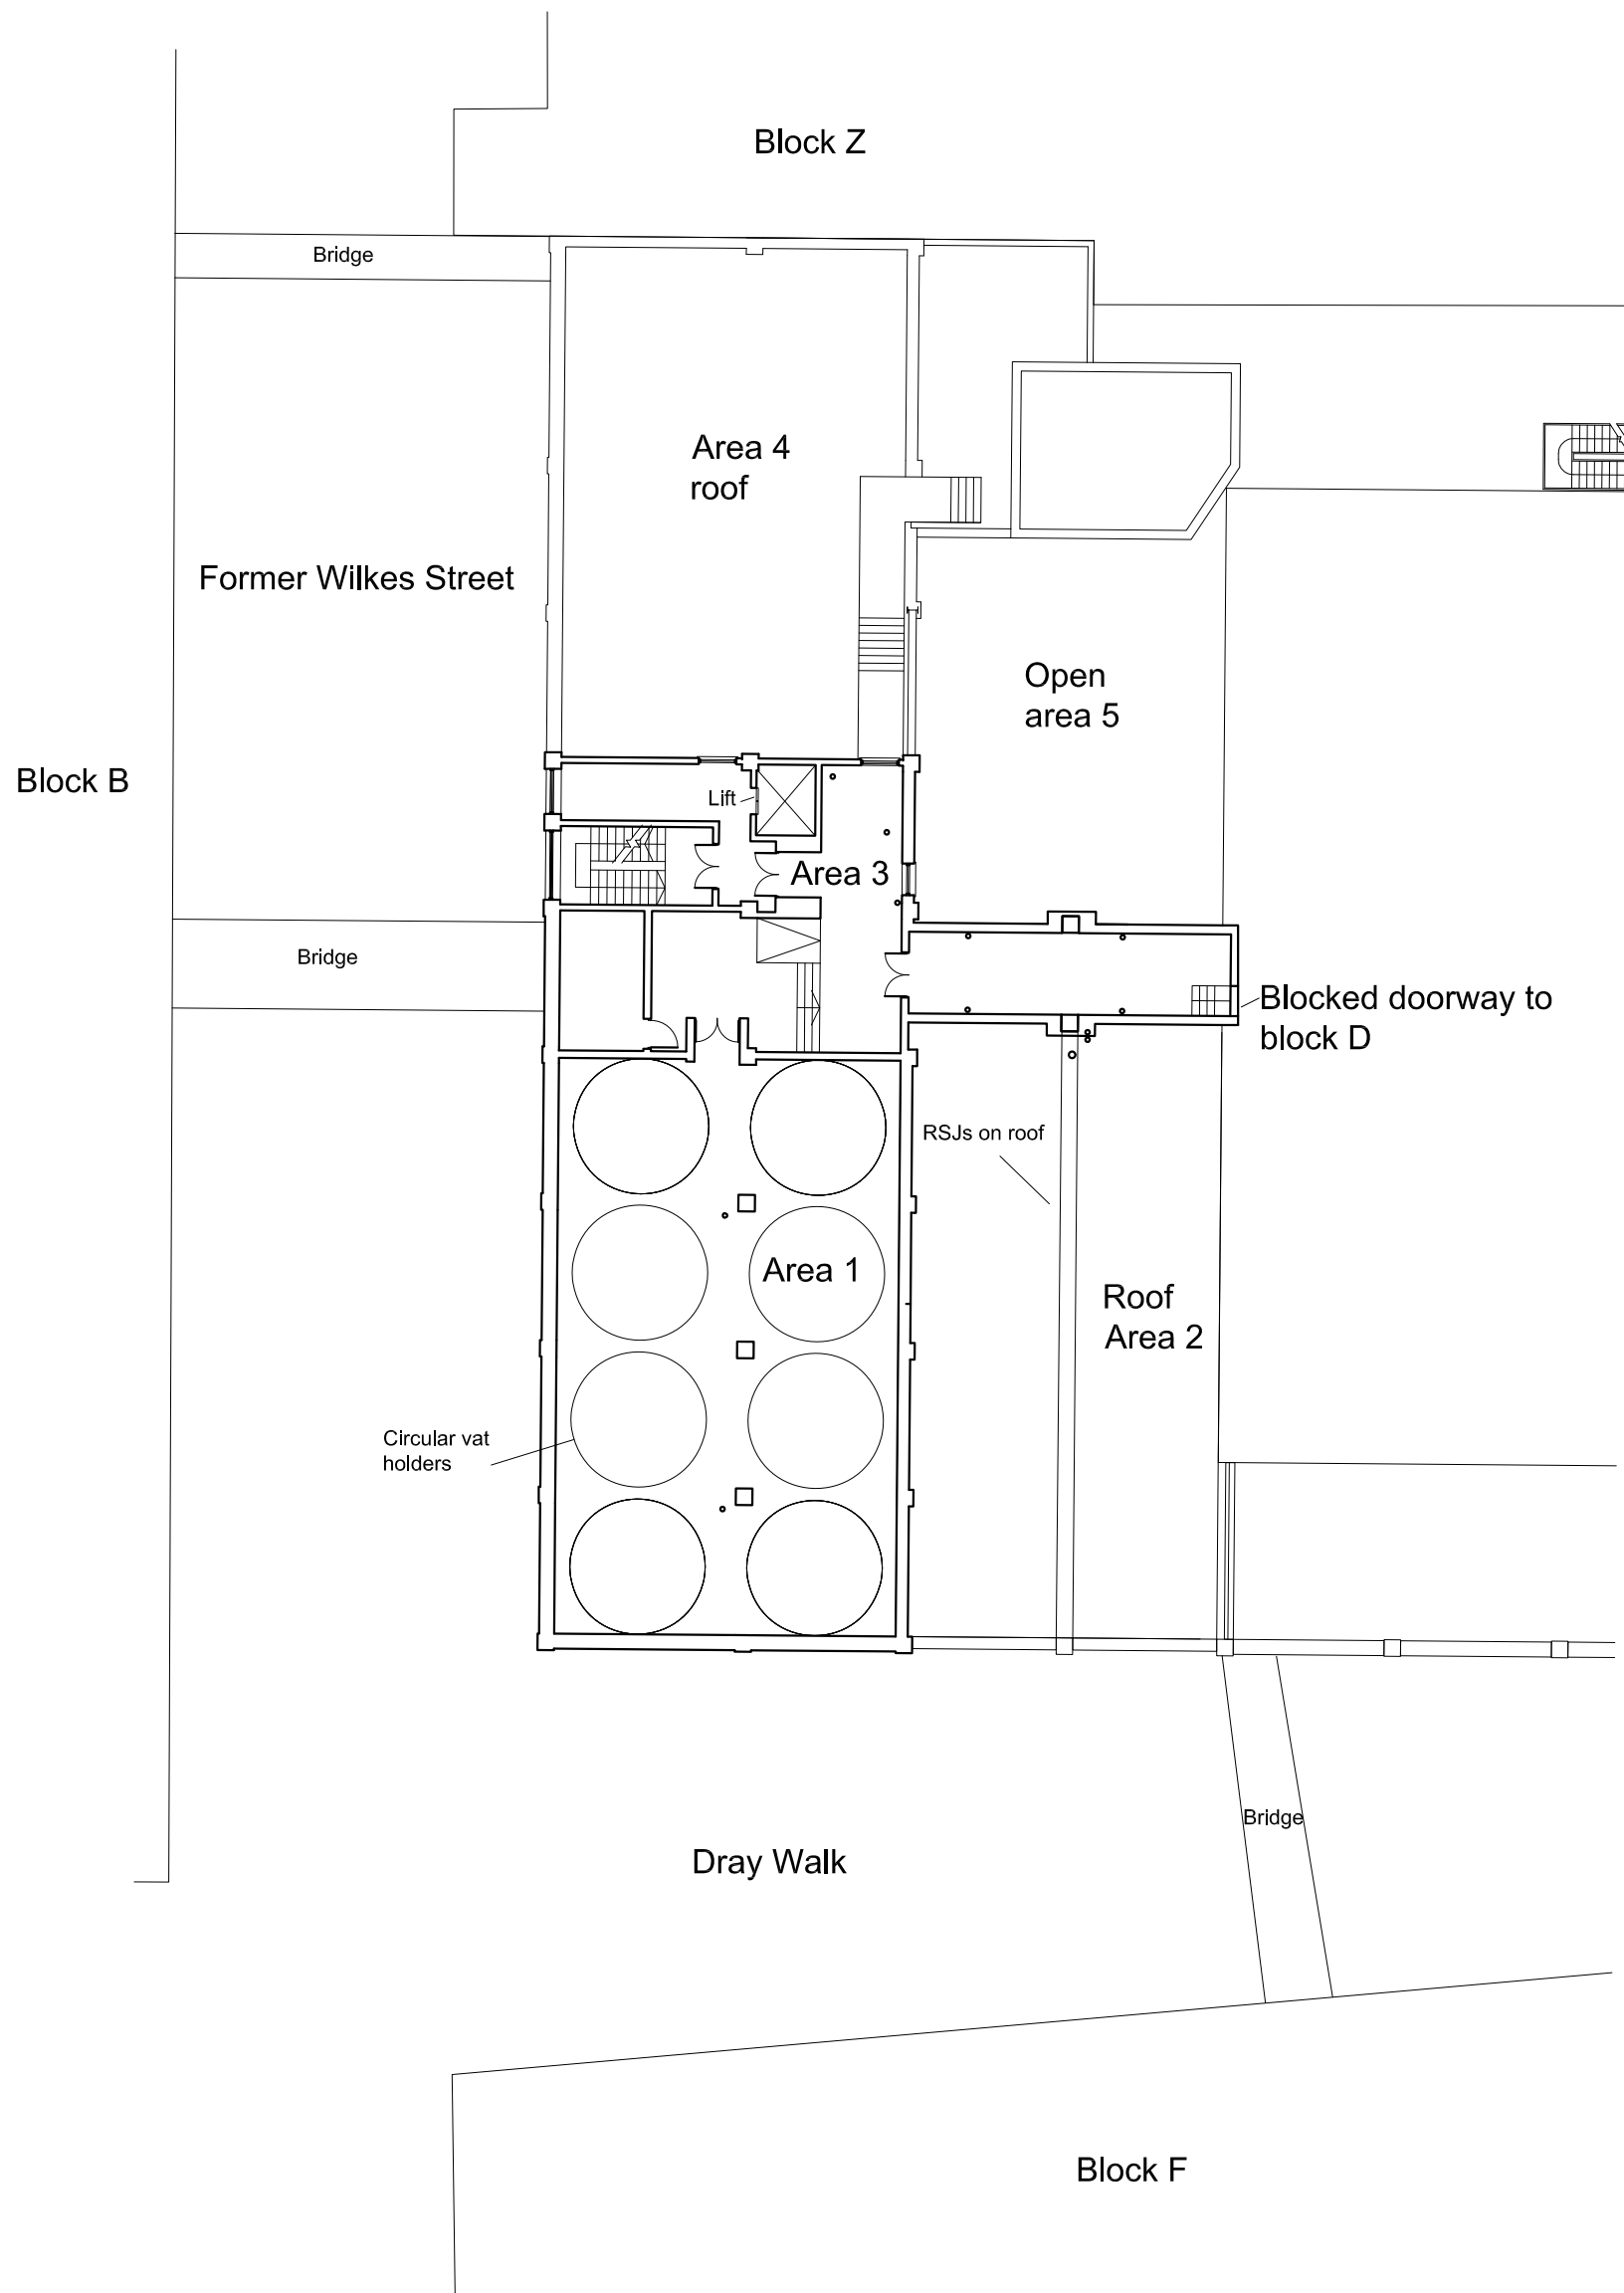 Block Z
Bridge
Area 4
roof
Former Wilkes Street
Open
area 5
Block B
Lift
Area 3
Bridge
Blocked doorway to
block D
RSJs on roof
Area 1
Roof
Area 2
Circular vat
holders
Bridge
Dray Walk
Block F